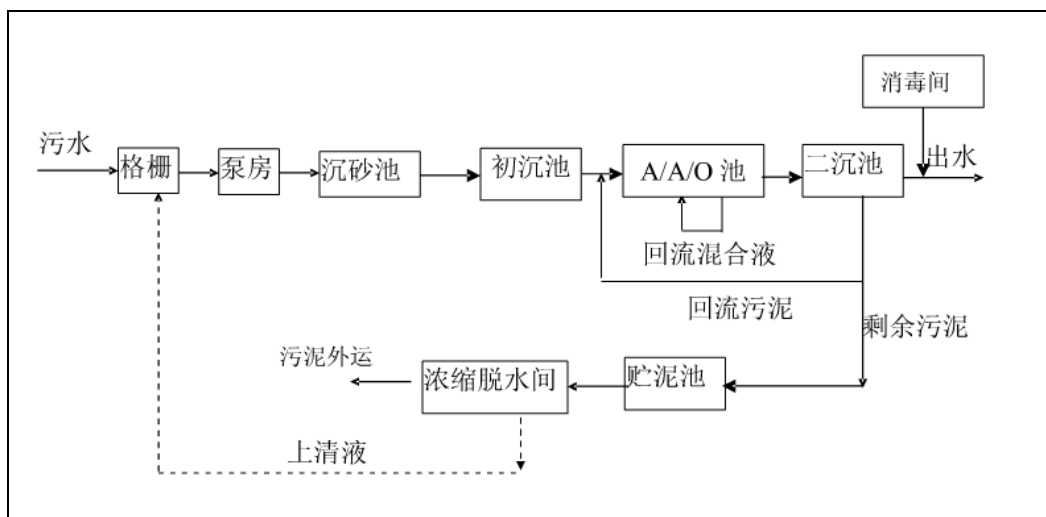 消毒间
污水
格栅
泵房
沉砂池
初沉池
A/A/O 池
二沉池
出水
回流混合液
回流污泥
剩余污泥
污泥外运
浓缩脱水间
贮泥池
上清液